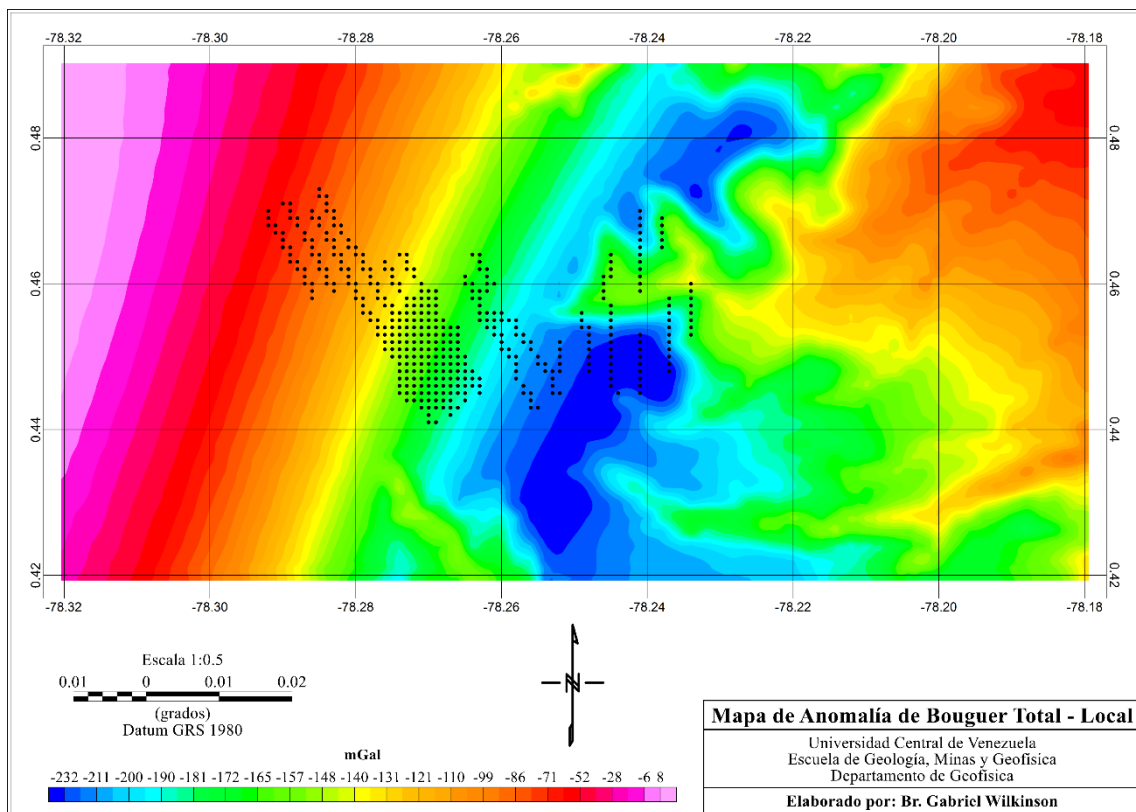 -78.32 -78.30 -78.28 -78.26 -78.24 -78.22 -78.20 -78.18
0.48 0.48
0.46 0.46
0.44 0.44
0.42 0.42
-78.32 -78.30 -78.28 -78.26 -78.24 -78.22 -78.20 -78.18
Escala 1:0.5
0.01 0 0.01 0.02
(grados)
Datum GRS 1980
N
mGal
-232 -211 -200 -190 -181 -172 -165 -157 -148 -140 -131 -121 -110 -99 -86 -71 -52 -28 -6 8
Mapa de Anomalía de Bouguer Total - Local
Universidad Central de Venezuela
Escuela de Geología, Minas y Geofísica
Departamento de Geofísica
Elaborado por: Br. Gabriel Wilkinson